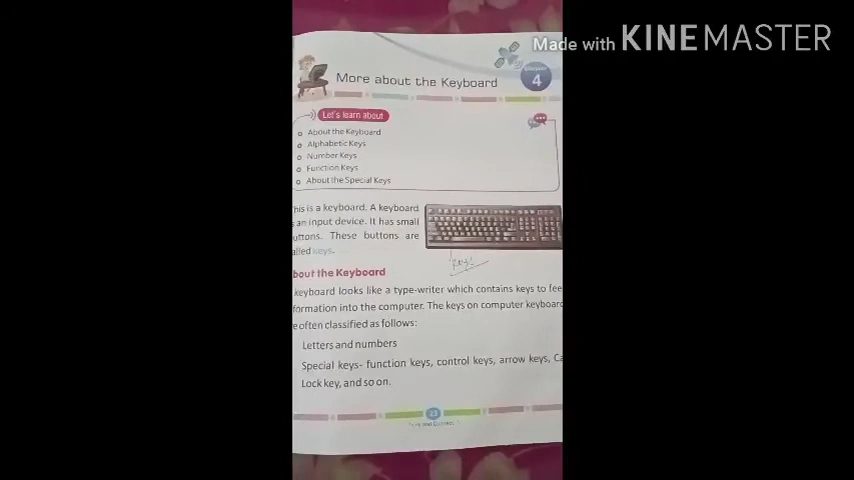 Made with KINEMASTER
More about the Keyboard
4
Let's learn about
About the Keyboard
Alphabetic Keys
Number Keys
Function Keys
About the Special Keys
his is a keyboard. A keyboard
an input device. It has small
uttons. These buttons are
alled keys.
keys
bout the Keyboard
keyboard looks like a type-writer which contains keys to fee
formation into the computer. The keys on computer keyboard
e often classified as follows:
Letters and numbers
Special keys- function keys, control keys, arrow keys, Ca
Lock key, and so on.
23